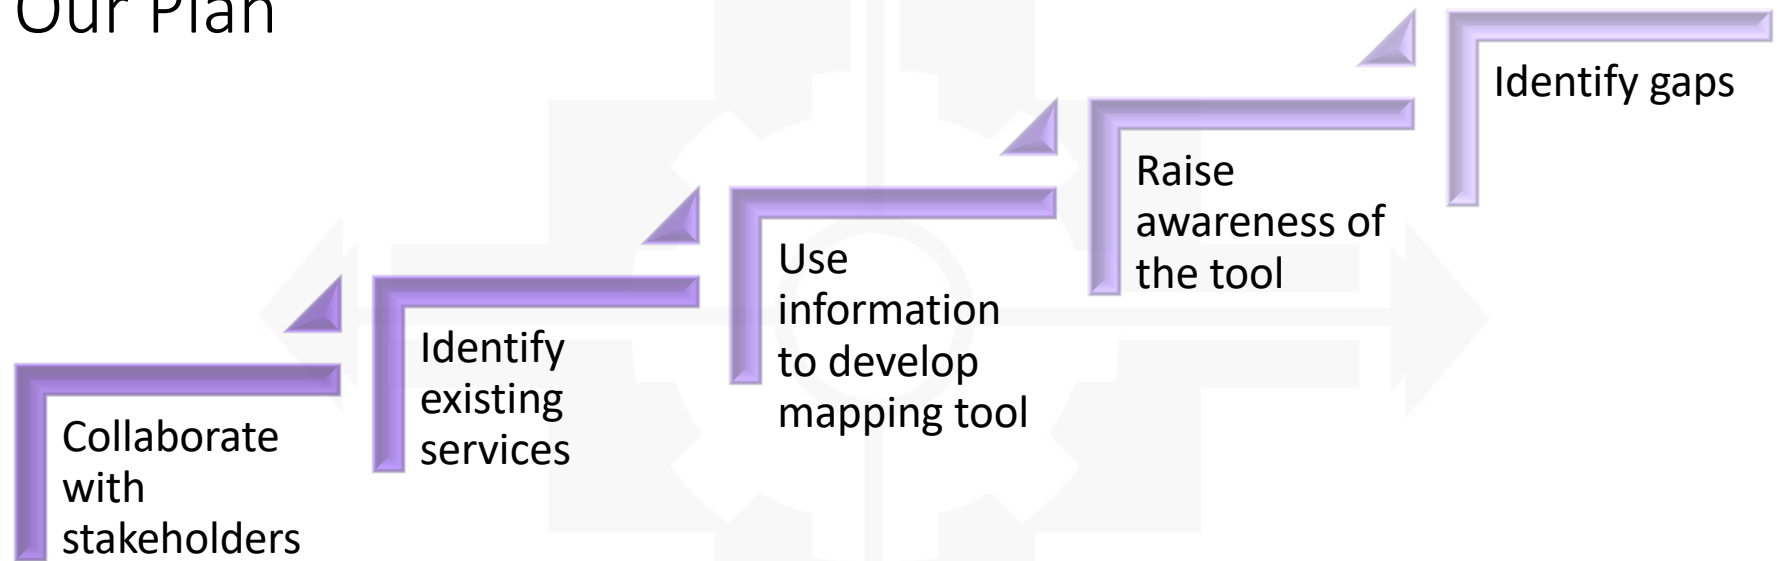 Our Plan
Collaborate
with
stakeholders
Identify
existing
services
Use
information
to develop
mapping tool
Raise
awareness of
the tool
Identify gaps